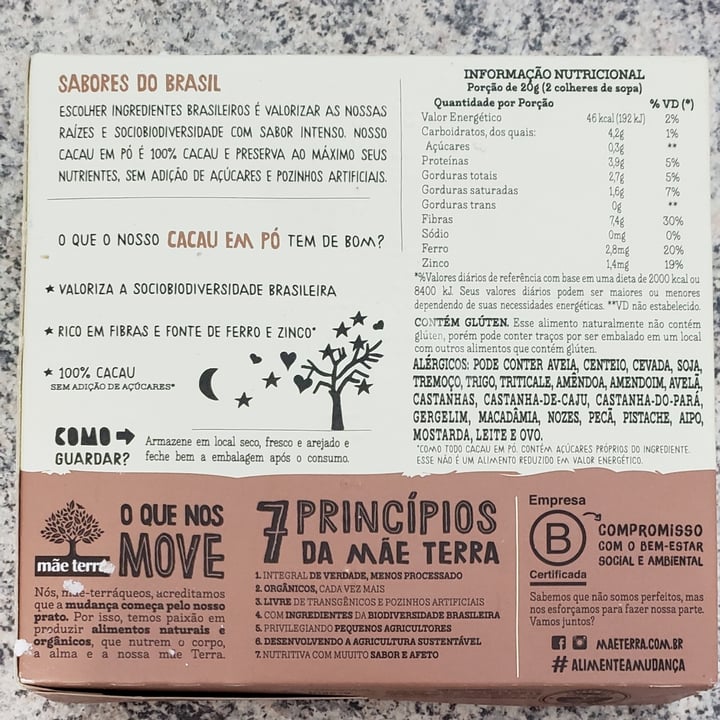 SABORES DO BRASIL
ESCOLHER INGREDIENTES BRASILEIROS É VALORIZAR AS NOSSAS
RAÍZES E SOCIOBIODIVERSIDADE COM SABOR INTENSO. NOSSO
CACAU EM PÓ É 100% CACAU E PRESERVA AO MÁXIMO SEUS
NUTRIENTES, SEM ADIÇÃO DE AÇÚCARES E POZINHOS ARTIFICIAIS.
O QUE O NOSSO CACAU EM PÓ TEM DE BOM?
★ VALORIZA A SOCIOBIODIVERSIDADE BRASILEIRA
★ RICO EM FIBRAS E FONTE DE FERRO E ZINCO*
★ 100% CACAU
SEM ADIÇÃO DE AÇÚCARES*
COMO
GUARDAR?
Armazene em local seco, fresco e arejado e
feche bem a embalagem após o consumo.
INFORMAÇÃO NUTRICIONAL
Porção de 20g (2 colheres de sopa)
Quantidade por Porção % VD (*)
Valor Energético 46 kcal (192 kJ) 2%
Carboidratos, dos quais: 4,2g 1%
Açúcares 0,3g **
Proteínas 3,9g 5%
Gorduras totais 2,7g 5%
Gorduras saturadas 1,6g 7%
Gorduras trans 0g **
Fibras 7,4g 30%
Sódio 0mg 0%
Ferro 2,8mg 20%
Zinco 1,4mg 19%
*%Valores diários de referência com base em uma dieta de 2000 kcal ou
8400 kJ. Seus valores diários podem ser maiores ou menores
dependendo de suas necessidades energéticas. **VD não estabelecido.
CONTÉM GLÚTEN. Esse alimento naturalmente não contém
glúten, porém pode conter traços por ser embalado em um local
com outros alimentos que contém glúten.
ALÉRGICOS: PODE CONTER AVEIA, CENTEIO, CEVADA, SOJA,
TREMOÇO, TRIGO, TRITICALE, AMÊNDOA, AMENDOIM, AVELÃ,
CASTANHAS, CASTANHA-DE-CAJU, CASTANHA-DO-PARÁ,
GERGELIM, MACADÂMIA, NOZES, PECÃ, PISTACHE, AIPO,
MOSTARDA, LEITE E OVO.
*COMO TODO CACAU EM PÓ, CONTÉM AÇÚCARES PRÓPRIOS DO INGREDIENTE.
ESSE NÃO É UM ALIMENTO REDUZIDO EM VALOR ENERGÉTICO.
mãe terra
O QUE NOS
MOVE
Nós, mãe-terráqueos, acreditamos
que a mudança começa pelo nosso
prato. Por isso, temos paixão em
produzir alimentos naturais e
orgânicos, que nutrem o corpo,
a alma e a nossa mãe Terra.
7 PRINCÍPIOS
DA MÃE TERRA
1. INTEGRAL DE VERDADE, MENOS PROCESSADO
2. ORGÂNICOS, CADA VEZ MAIS
3. LIVRE DE TRANSGÊNICOS E POZINHOS ARTIFICIAIS
4. COM INGREDIENTES DA BIODIVERSIDADE BRASILEIRA
5. PRIVILEGIANDO PEQUENOS AGRICULTORES
6. DESENVOLVENDO A AGRICULTURA SUSTENTÁVEL
7. NUTRITIVA COM MUUITO SABOR E AFETO
Empresa
B
Certificada
COMPROMISSO
COM O BEM-ESTAR
SOCIAL E AMBIENTAL
Sabemos que não somos perfeitos, mas
nos esforçamos para fazer nossa parte.
Vamos juntos?
MAETERRA.COM.BR
#ALIMENTEAMUDANÇA